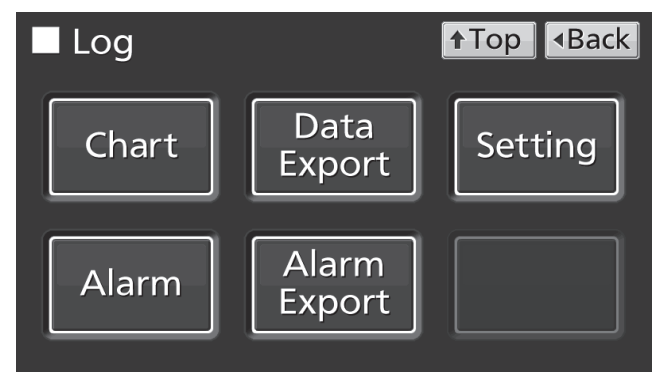 Log
↑Top
◂Back
Chart
Data
Export
Setting
Alarm
Alarm
Export